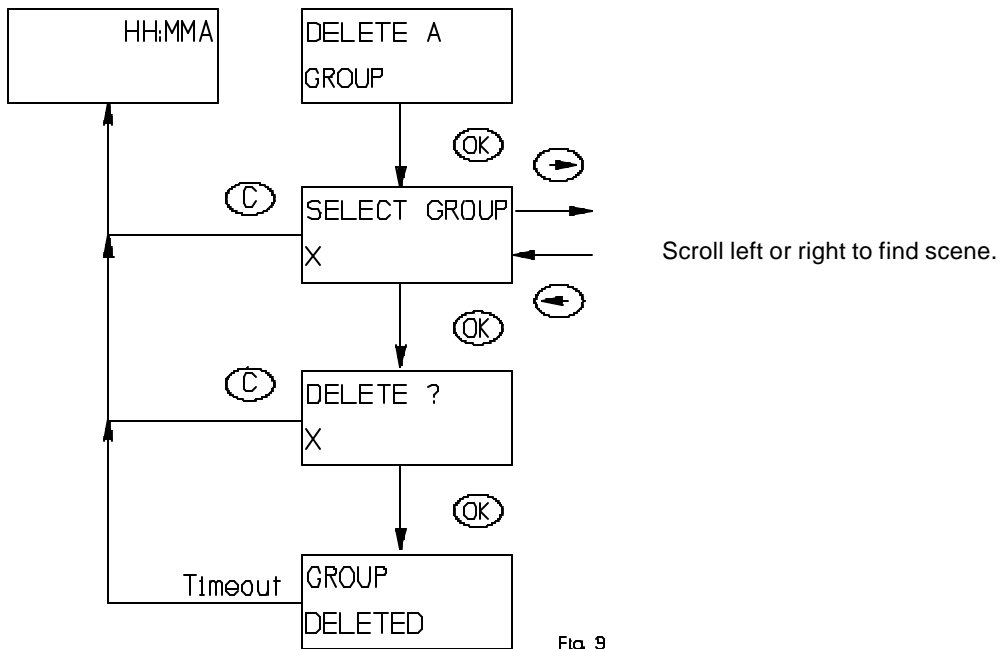 HH:MMA
DELETE A
GROUP
OK
C
SELECT GROUP
X
Scroll left or right to find scene.
OK
C
DELETE ?
X
OK
Timeout
GROUP
DELETED
Fig. 9